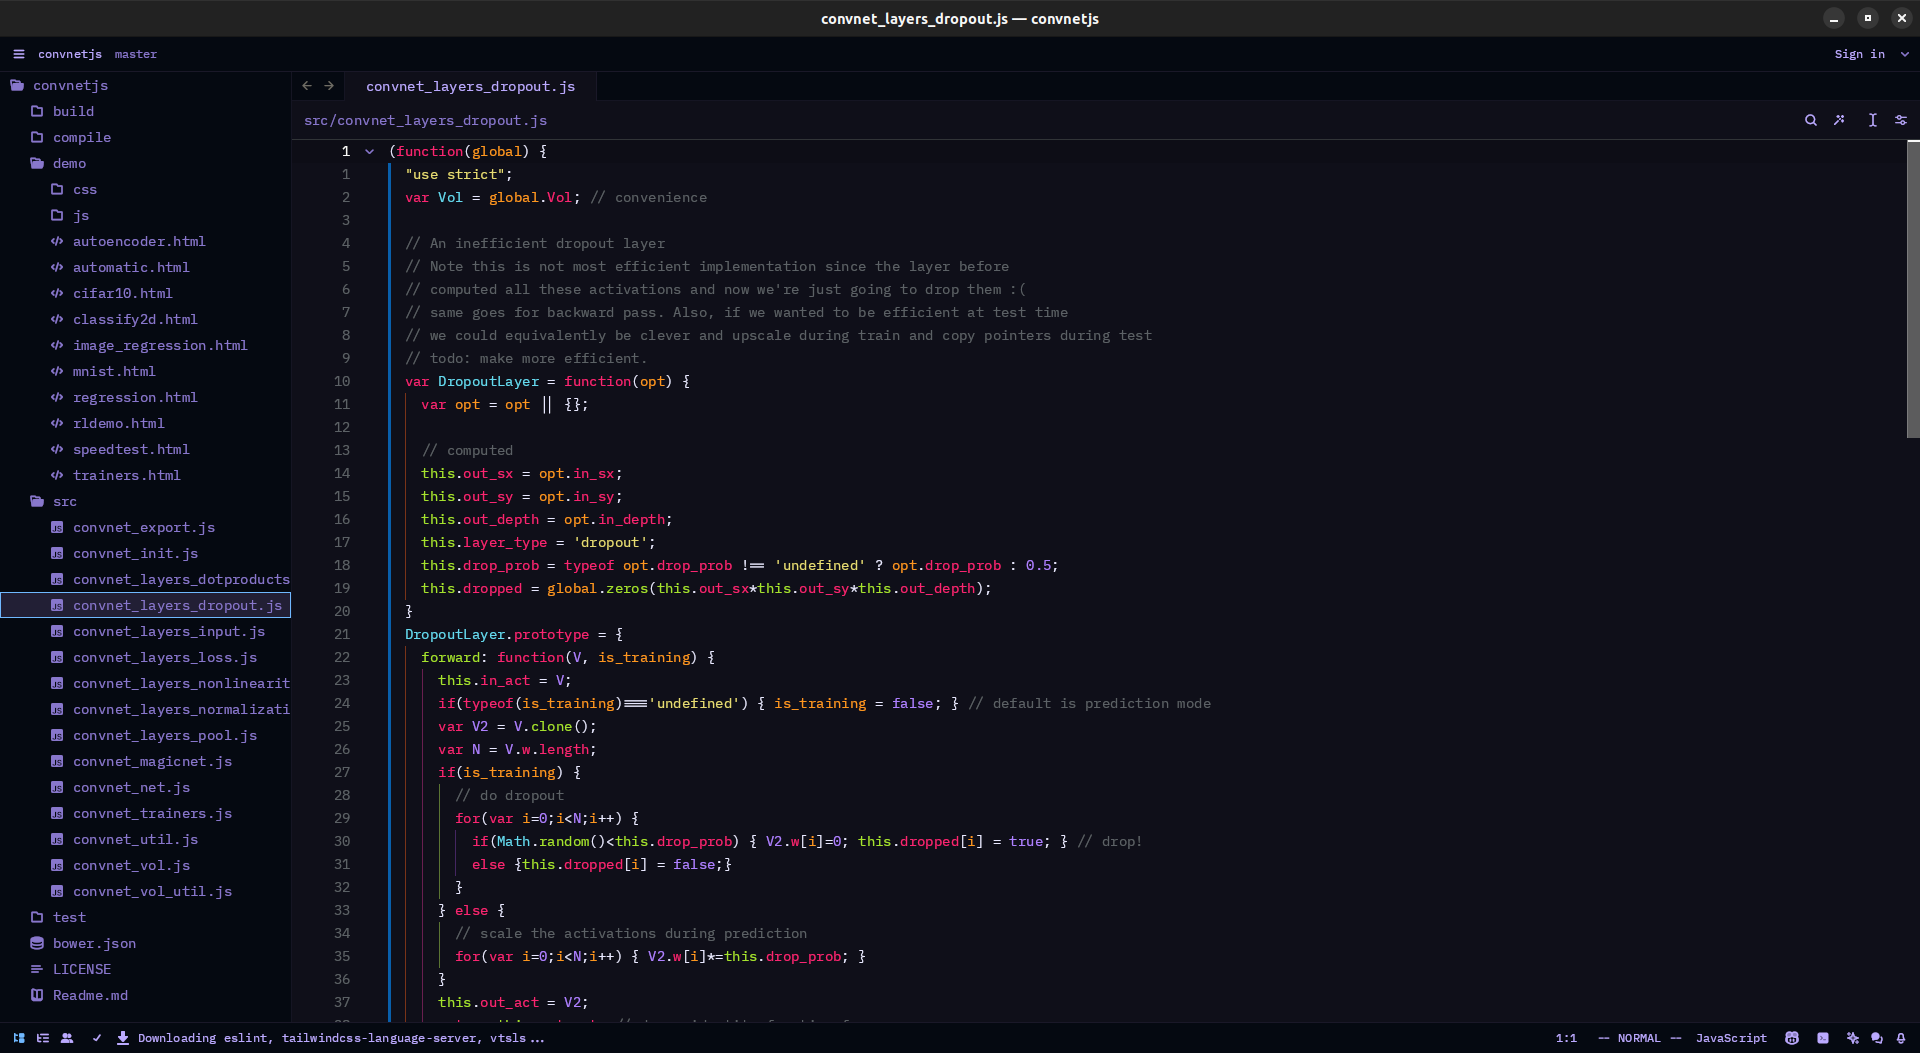 convnet_layers_dropout.js — convnetjs
convnetjs master
Sign in
convnetjs
build
compile
demo
css
js
autoencoder.html
automatic.html
cifar10.html
classify2d.html
image_regression.html
mnist.html
regression.html
rldemo.html
speedtest.html
trainers.html
src
convnet_export.js
convnet_init.js
convnet_layers_dotproducts
convnet_layers_dropout.js
convnet_layers_input.js
convnet_layers_loss.js
convnet_layers_nonlinearit
convnet_layers_normalizati
convnet_layers_pool.js
convnet_magicnet.js
convnet_net.js
convnet_trainers.js
convnet_util.js
convnet_vol.js
convnet_vol_util.js
test
bower.json
LICENSE
Readme.md
convnet_layers_dropout.js
src/convnet_layers_dropout.js
1 (function(global) {
1 "use strict";
2 var Vol = global.Vol; // convenience
3
4 // An inefficient dropout layer
5 // Note this is not most efficient implementation since the layer before
6 // computed all these activations and now we're just going to drop them :(
7 // same goes for backward pass. Also, if we wanted to be efficient at test time
8 // we could equivalently be clever and upscale during train and copy pointers during test
9 // todo: make more efficient.
10 var DropoutLayer = function(opt) {
11 var opt = opt || {};
12
13 // computed
14 this.out_sx = opt.in_sx;
15 this.out_sy = opt.in_sy;
16 this.out_depth = opt.in_depth;
17 this.layer_type = 'dropout';
18 this.drop_prob = typeof opt.drop_prob !== 'undefined' ? opt.drop_prob : 0.5;
19 this.dropped = global.zeros(this.out_sx*this.out_sy*this.out_depth);
20 }
21 DropoutLayer.prototype = {
22 forward: function(V, is_training) {
23 this.in_act = V;
24 if(typeof(is_training)==='undefined') { is_training = false; } // default is prediction mode
25 var V2 = V.clone();
26 var N = V.w.length;
27 if(is_training) {
28 // do dropout
29 for(var i=0;i<N;i++) {
30 if(Math.random()<this.drop_prob) { V2.w[i]=0; this.dropped[i] = true; } // drop!
31 else {this.dropped[i] = false;}
32 }
33 } else {
34 // scale the activations during prediction
35 for(var i=0;i<N;i++) { V2.w[i]*=this.drop_prob; }
36 }
37 this.out_act = V2;
Downloading eslint, tailwindcss-language-server, vtsls...
1:1 -- NORMAL -- JavaScript